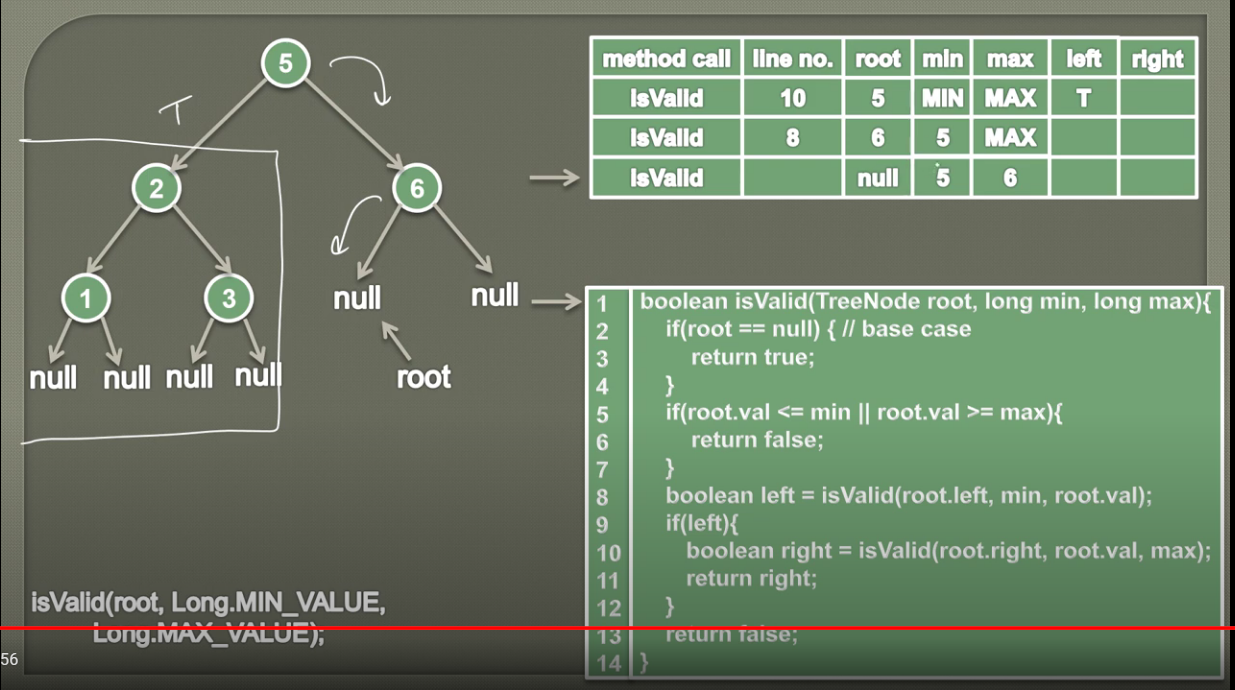 5
T
2
6
1
3
null
null
null
null
null
null
root
isValid(root, Long.MIN_VALUE,
Long.MAX_VALUE);
56
method call line no. root min max left right
isValid 10 5 MIN MAX T
isValid 8 6 5 MAX
isValid null 5 6
1 boolean isValid(TreeNode root, long min, long max){
2 if(root == null) { // base case
3 return true;
4 }
5 if(root.val <= min || root.val >= max){
6 return false;
7 }
8 boolean left = isValid(root.left, min, root.val);
9 if(left){
10 boolean right = isValid(root.right, root.val, max);
11 return right;
12 }
13 return false;
14 }